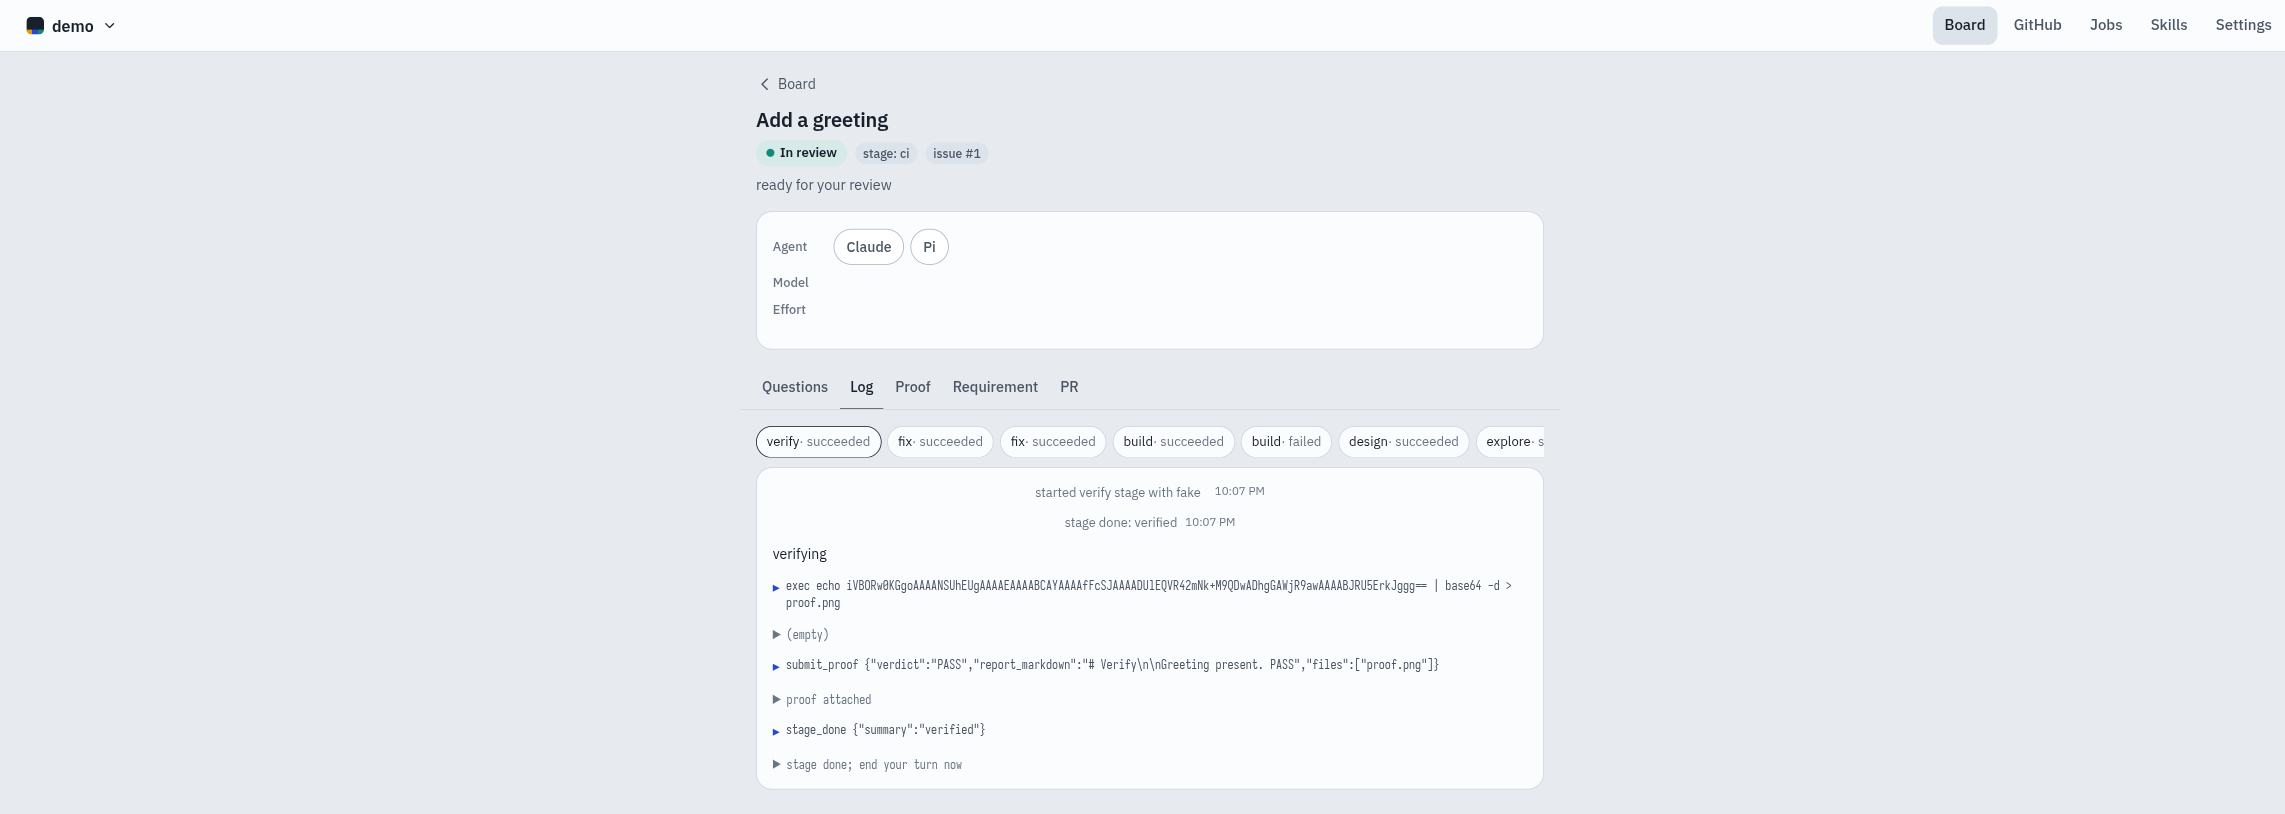 demo
Board GitHub Jobs Skills Settings
Board
Add a greeting
In review stage: ci issue #1
ready for your review
Agent Claude Pi
Model
Effort
Questions Log Proof Requirement PR
verify· succeeded fix· succeeded fix· succeeded build· succeeded build· failed design· succeeded explore· s
started verify stage with fake 10:07 PM
stage done: verified 10:07 PM
verifying
exec echo iVBORw0KGgoAAAANSUhEUgAAAAEAAAABCAYAAAAfFcSJAAAADUlEQVR42mNk+M9QDwADhgGAWjR9awAAAABJRU5ErkJggg== | base64 -d >
proof.png
(empty)
submit_proof {"verdict":"PASS","report_markdown":"# Verify\n\nGreeting present. PASS","files":["proof.png"]}
proof attached
stage_done {"summary":"verified"}
stage done; end your turn now